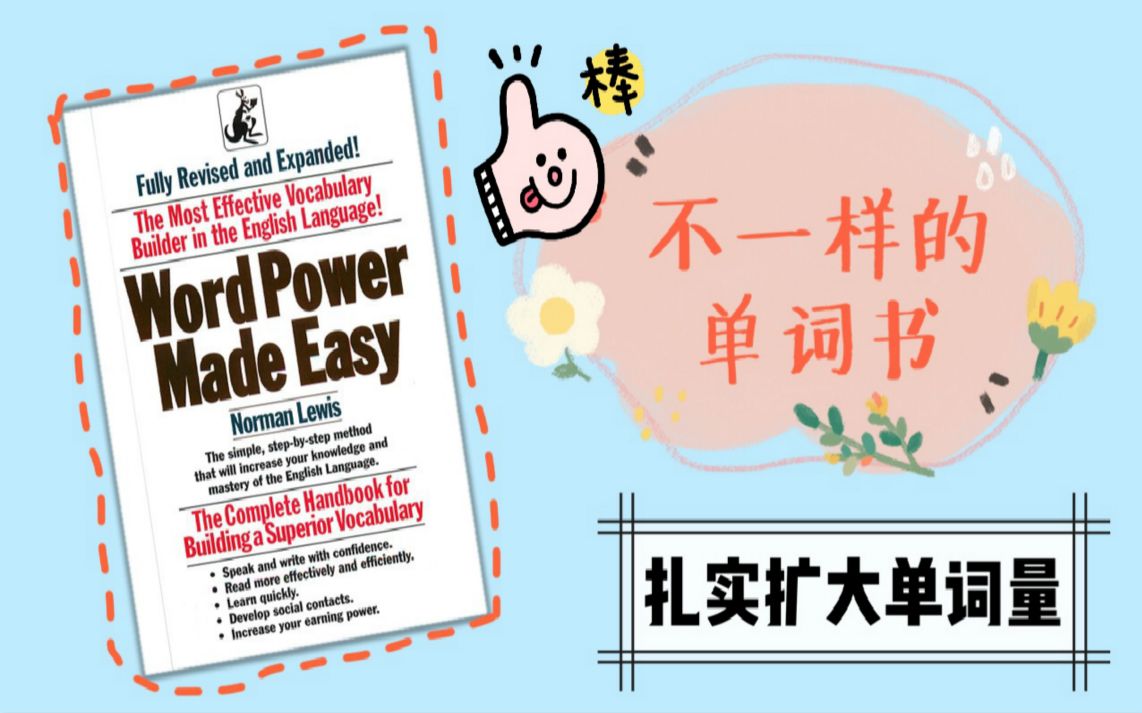 Fully Revised and Expanded!
The Most Effective Vocabulary
Builder in the English Language!
Word Power
Made Easy
Norman Lewis
The simple, step-by-step method
that will increase your knowledge and
mastery of the English Language.
The Complete Handbook for
Building a Superior Vocabulary
• Speak and write with confidence.
• Read more effectively and efficiently.
• Learn quickly.
• Develop social contacts.
• Increase your earning power.
棒
不一样的
单词书
扎实扩大单词量